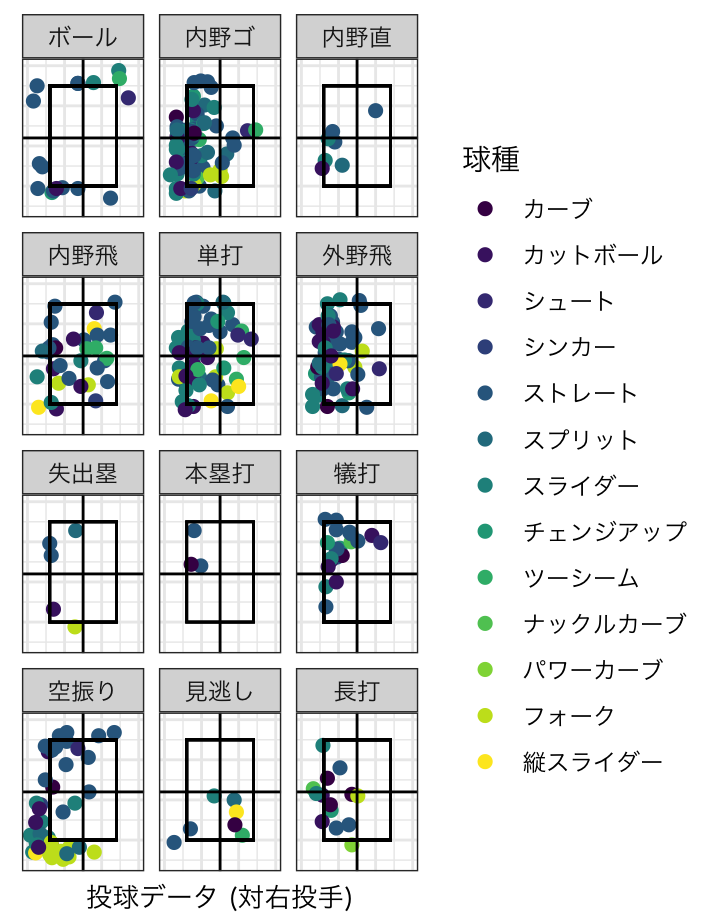 ボール 内野ゴ 内野直
内野飛 単打 外野飛
失出塁 本塁打 犠打
空振り 見逃し 長打
投球データ (対右投手)
球種
カーブ
カットボール
シュート
シンカー
ストレート
スプリット
スライダー
チェンジアップ
ツーシーム
ナックルカーブ
パワーカーブ
フォーク
縦スライダー